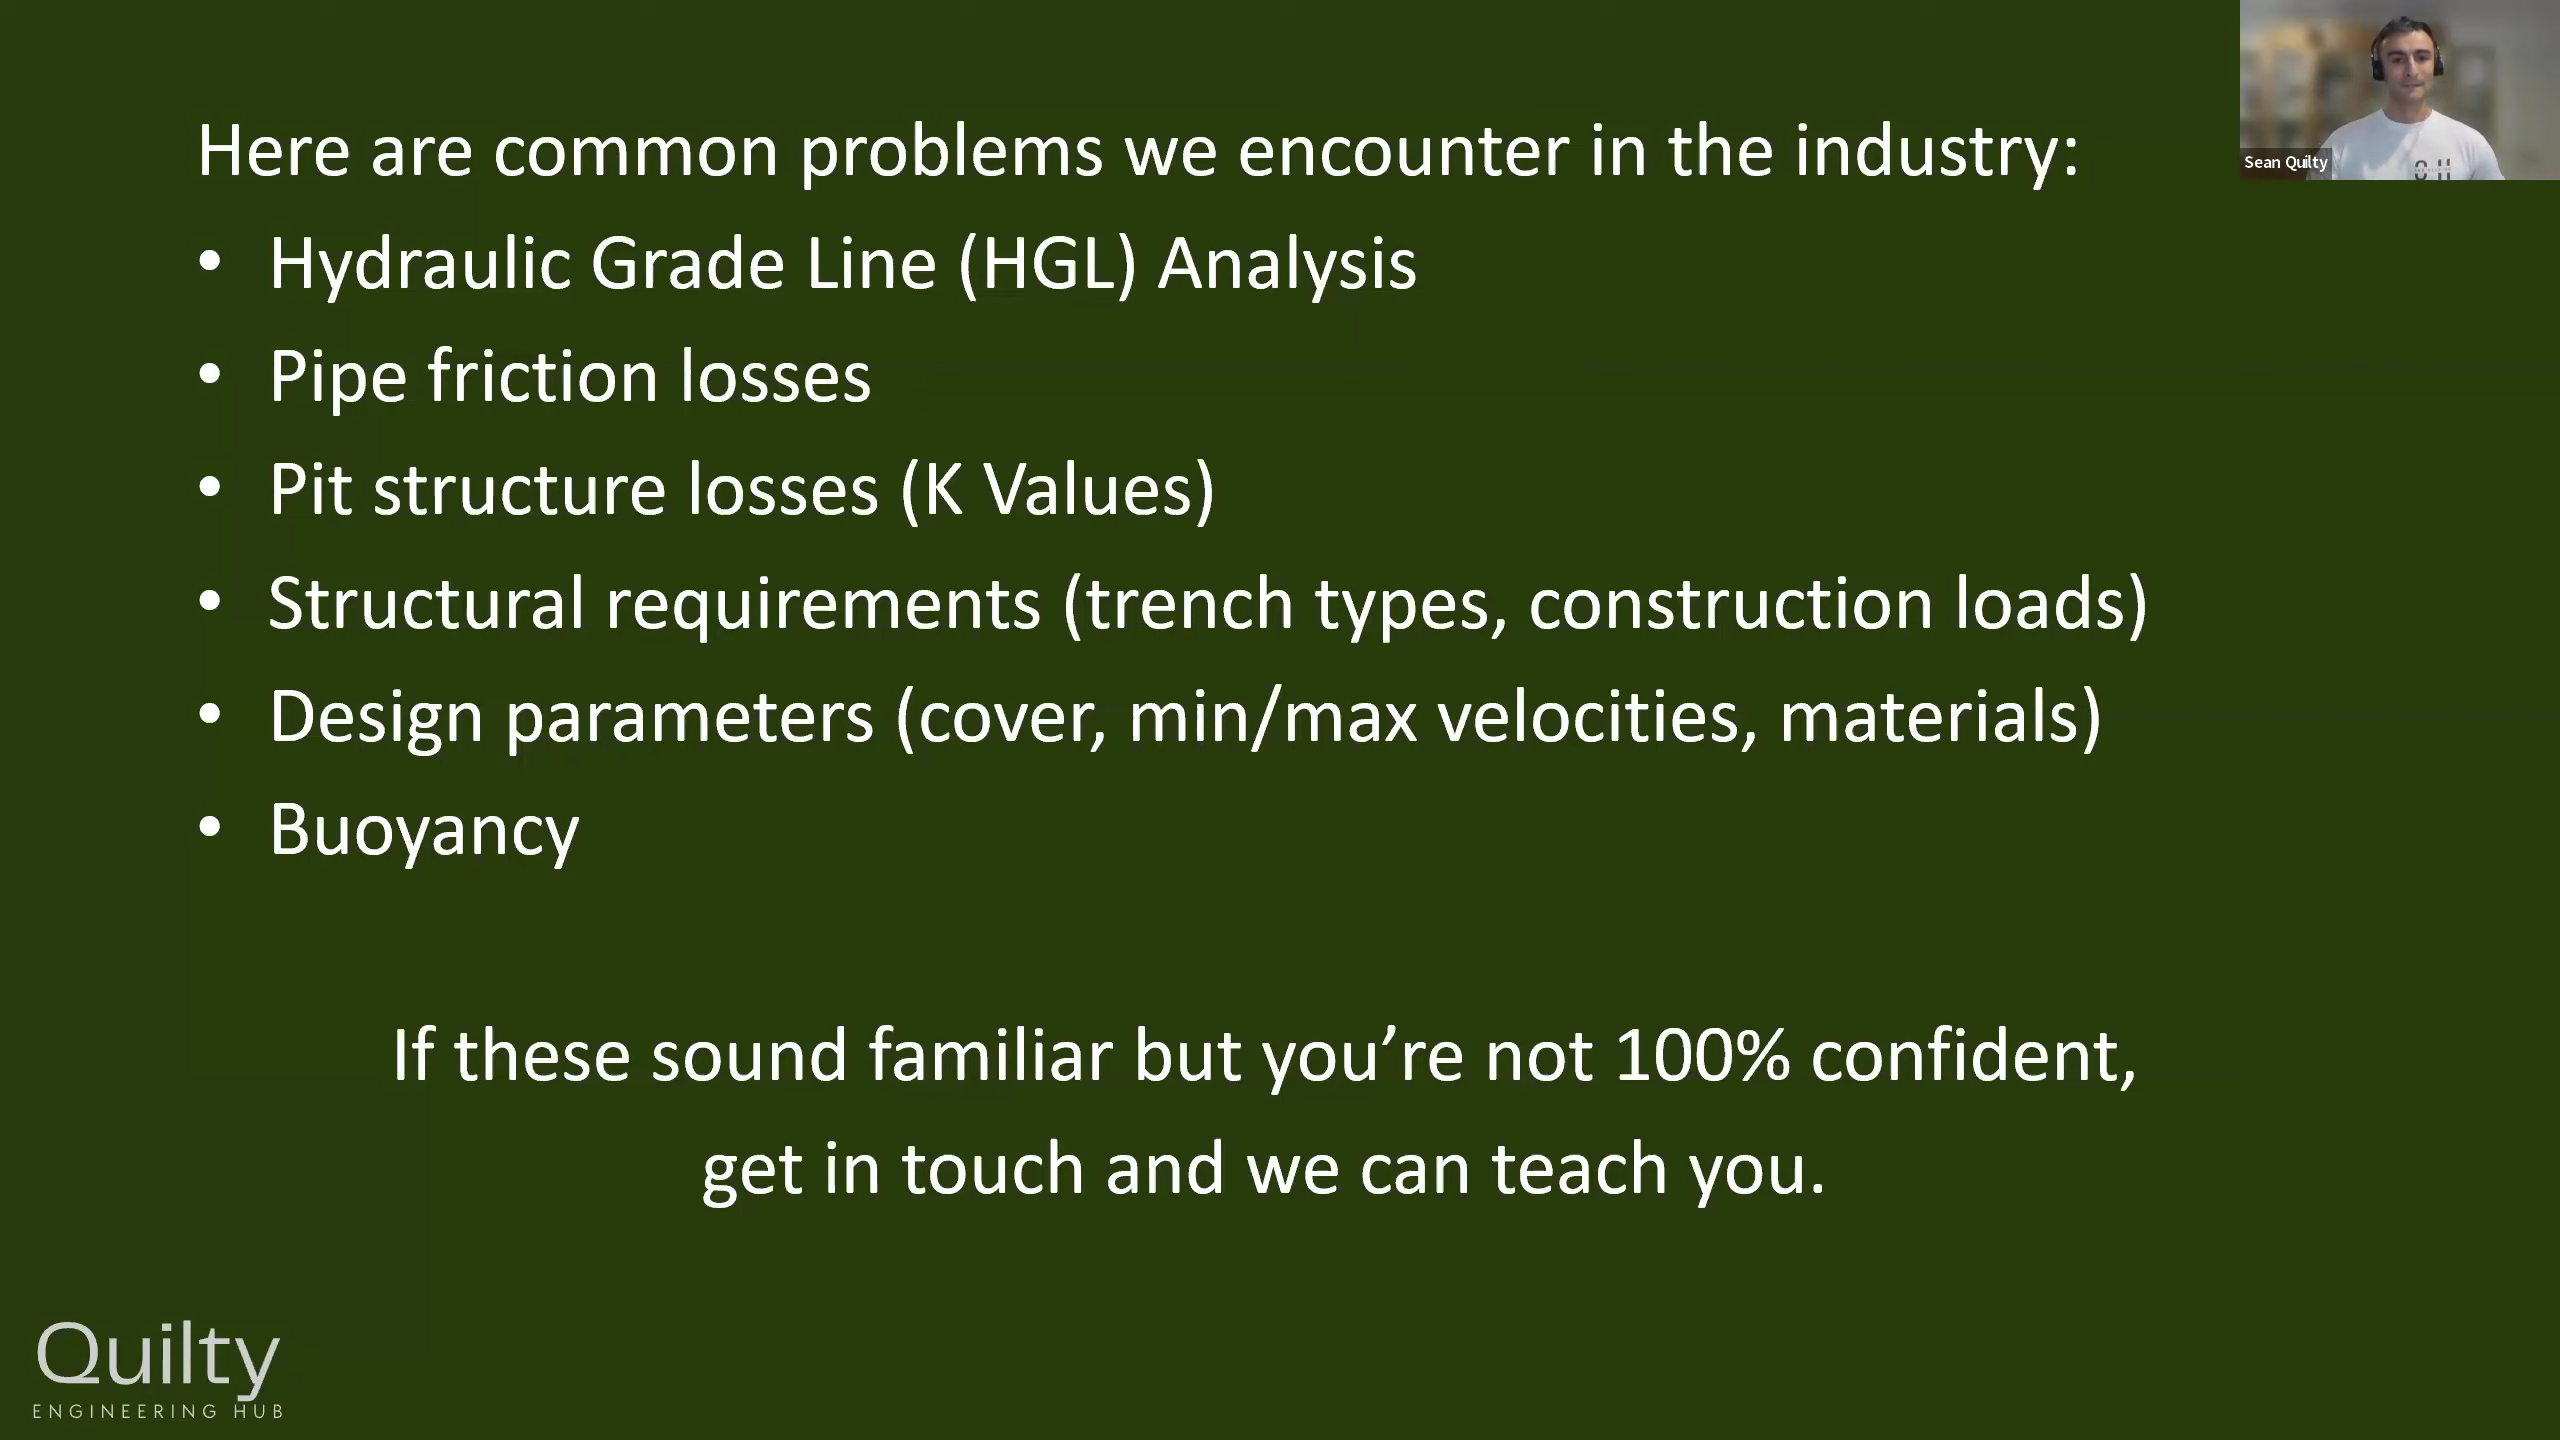 Here are common problems we encounter in the industry:
• Hydraulic Grade Line (HGL) Analysis
• Pipe friction losses
• Pit structure losses (K Values)
• Structural requirements (trench types, construction loads)
• Design parameters (cover, min/max velocities, materials)
• Buoyancy
If these sound familiar but you’re not 100% confident,
get in touch and we can teach you.
Sean Quilty
Quilty
ENGINEERING HUB